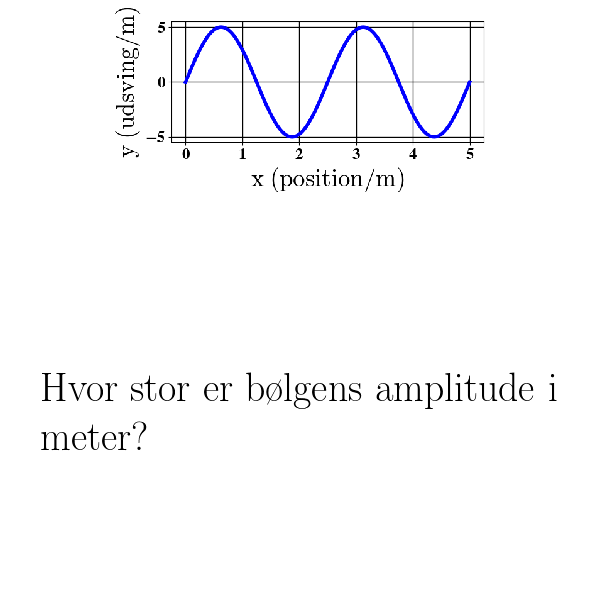 y (udsving/m)
5
0
−5
0 1 2 3 4 5
x (position/m)
Hvor stor er bølgens amplitude i
meter?